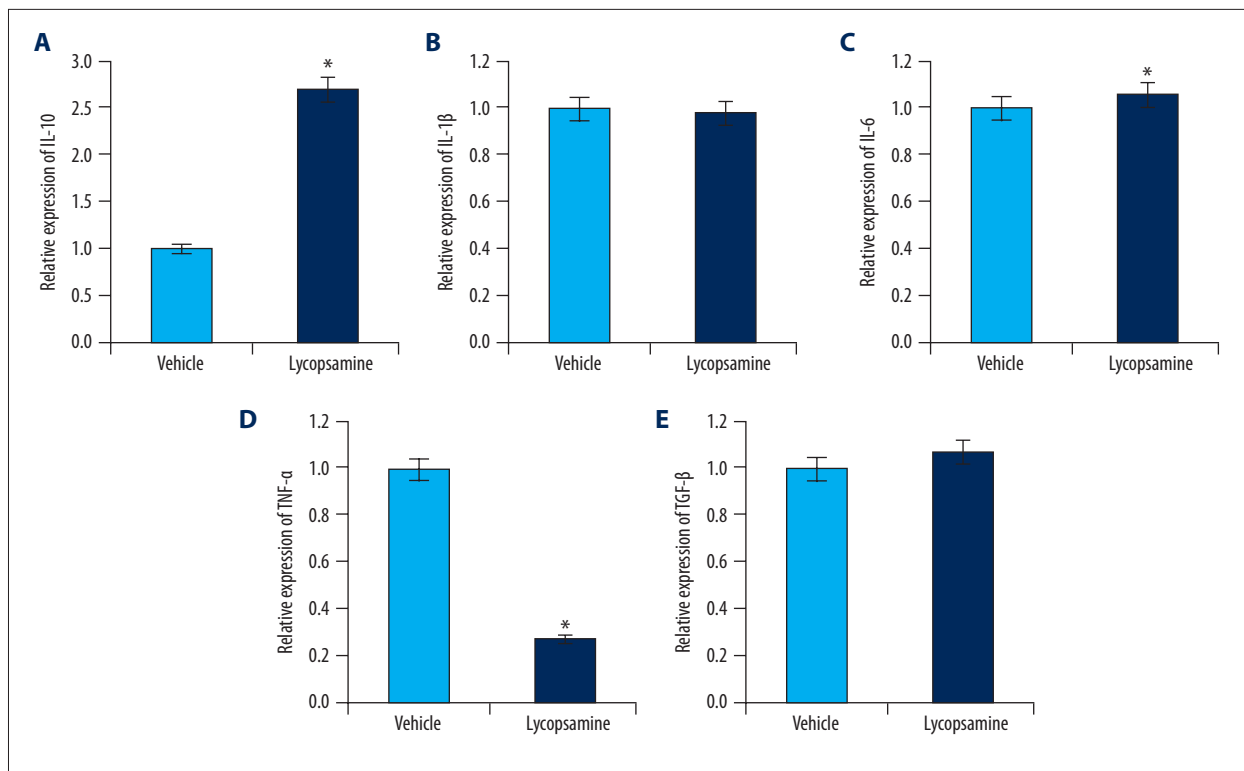 A
Relative expression of IL-10
3.0
2.5
2.0
1.5
1.0
0.5
0.0
*
Vehicle
Lycopsamine
B
Relative expression of IL-1β
1.2
1.0
0.8
0.6
0.4
0.2
0.0
Vehicle
Lycopsamine
C
Relative expression of IL-6
1.2
1.0
0.8
0.6
0.4
0.2
0.0
*
Vehicle
Lycopsamine
D
Relative expression of TNF-α
1.2
1.0
0.8
0.6
0.4
0.2
0.0
*
Vehicle
Lycopsamine
E
Relative expression of TGF-β
1.2
1.0
0.8
0.6
0.4
0.2
0.0
Vehicle
Lycopsamine